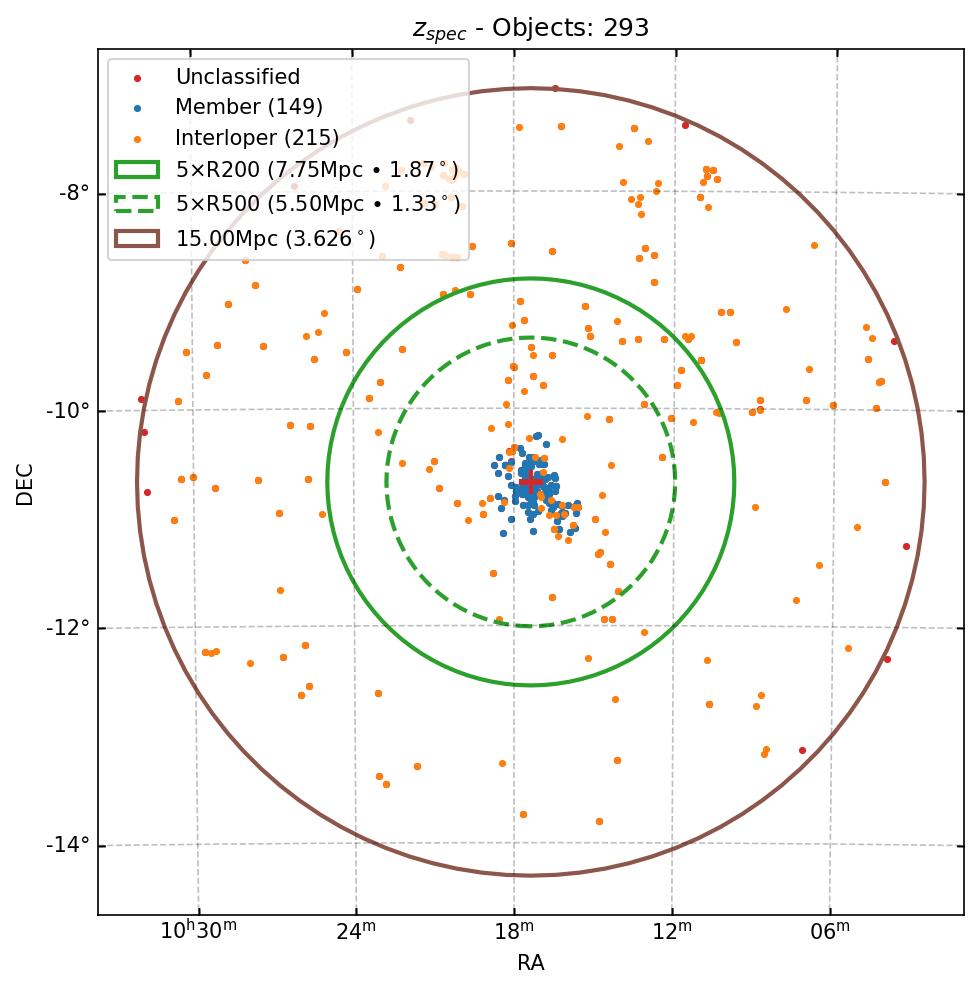 z_spec - Objects: 293
Unclassified
Member (149)
Interloper (215)
5×R200 (7.75Mpc • 1.87°)
5×R500 (5.50Mpc • 1.33°)
15.00Mpc (3.626°)
-8°
-10°
-12°
-14°
DEC
10h30m 24m 18m 12m 06m
RA